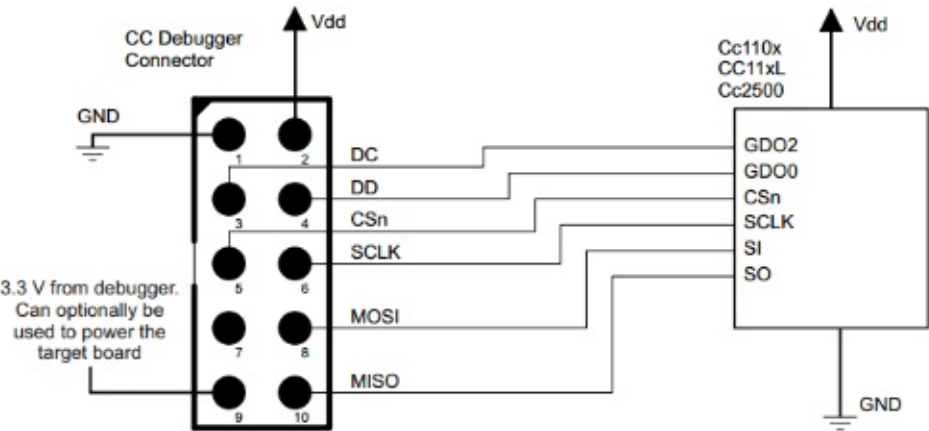 CC Debugger
Connector
Vdd
GND
1
2
3
4
5
6
7
8
9
10
3.3 V from debugger.
Can optionally be
used to power the
target board
DC
DD
CSn
SCLK
MOSI
MISO
Cc110x
CC11xL
Cc2500
Vdd
GDO2
GDO0
CSn
SCLK
SI
SO
GND